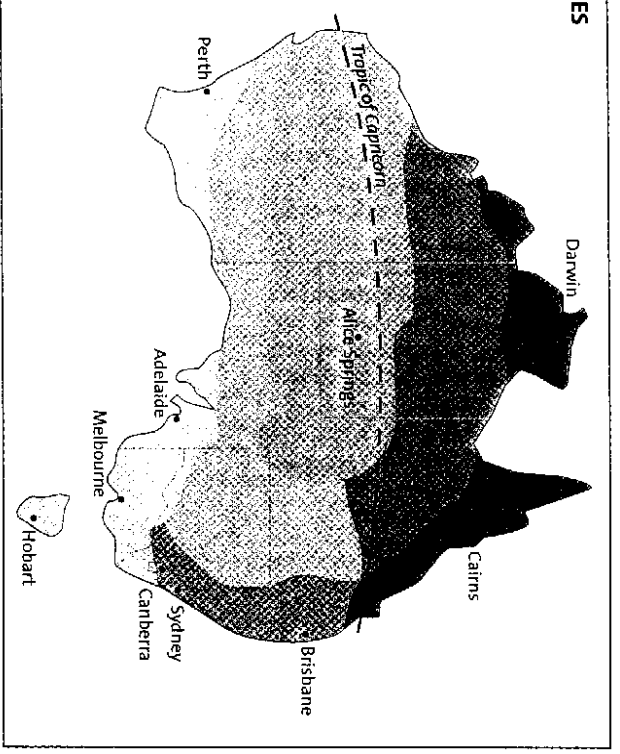 ES
Darwin
Tropic of Capricorn
Cairns
Alice Springs
Perth
Brisbane
Adelaide
Sydney
Canberra
Melbourne
Hobart